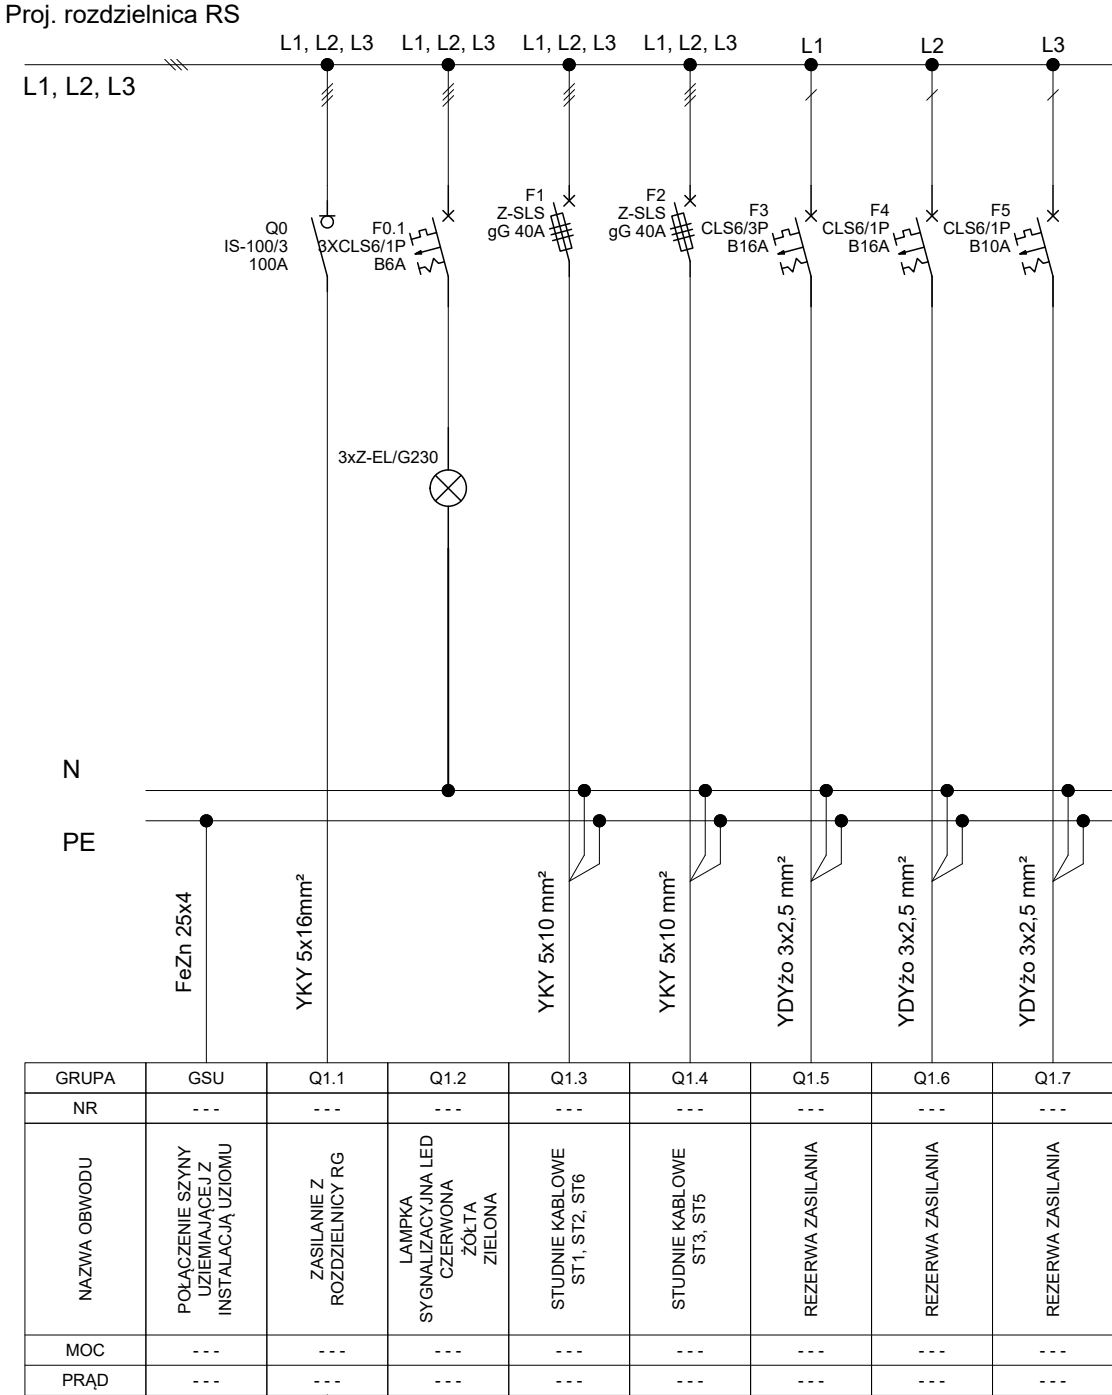 Proj. rozdzielnica RS
L1, L2, L3
L1, L2, L3
L1, L2, L3
L1, L2, L3
L1
L2
L3
L1, L2, L3
Q0
IS-100/3
100A
F0.1
3XCLS6/1P
B6A
F1
Z-SLS
gG 40A
F2
Z-SLS
gG 40A
F3
CLS6/3P
B16A
F4
CLS6/1P
B16A
F5
CLS6/1P
B10A
3xZ-EL/G230
N
PE
FeZn 25x4
YKY 5x16mm²
YKY 5x10 mm²
YKY 5x10 mm²
YDYżo 3x2,5 mm²
YDYżo 3x2,5 mm²
YDYżo 3x2,5 mm²
GRUPA GSU Q1.1 Q1.2 Q1.3 Q1.4 Q1.5 Q1.6 Q1.7
NR --- --- --- --- --- --- --- ---
NAZWA OBWODU
POŁĄCZENIE SZYNY
UZIEMIAJĄCEJ Z
INSTALACJĄ UZIOMU
ZASILANIE Z
ROZDZIELNICY RG
LAMPKA
SYGNALIZACYJNA LED
CZERWONA
ŻÓŁTA
ZIELONA
STUDNIE KABLOWE
ST1, ST2, ST6
STUDNIE KABLOWE
ST3, ST5
REZERWA ZASILANIA
REZERWA ZASILANIA
REZERWA ZASILANIA
MOC --- --- --- --- --- --- --- ---
PRĄD --- --- --- --- --- --- --- ---